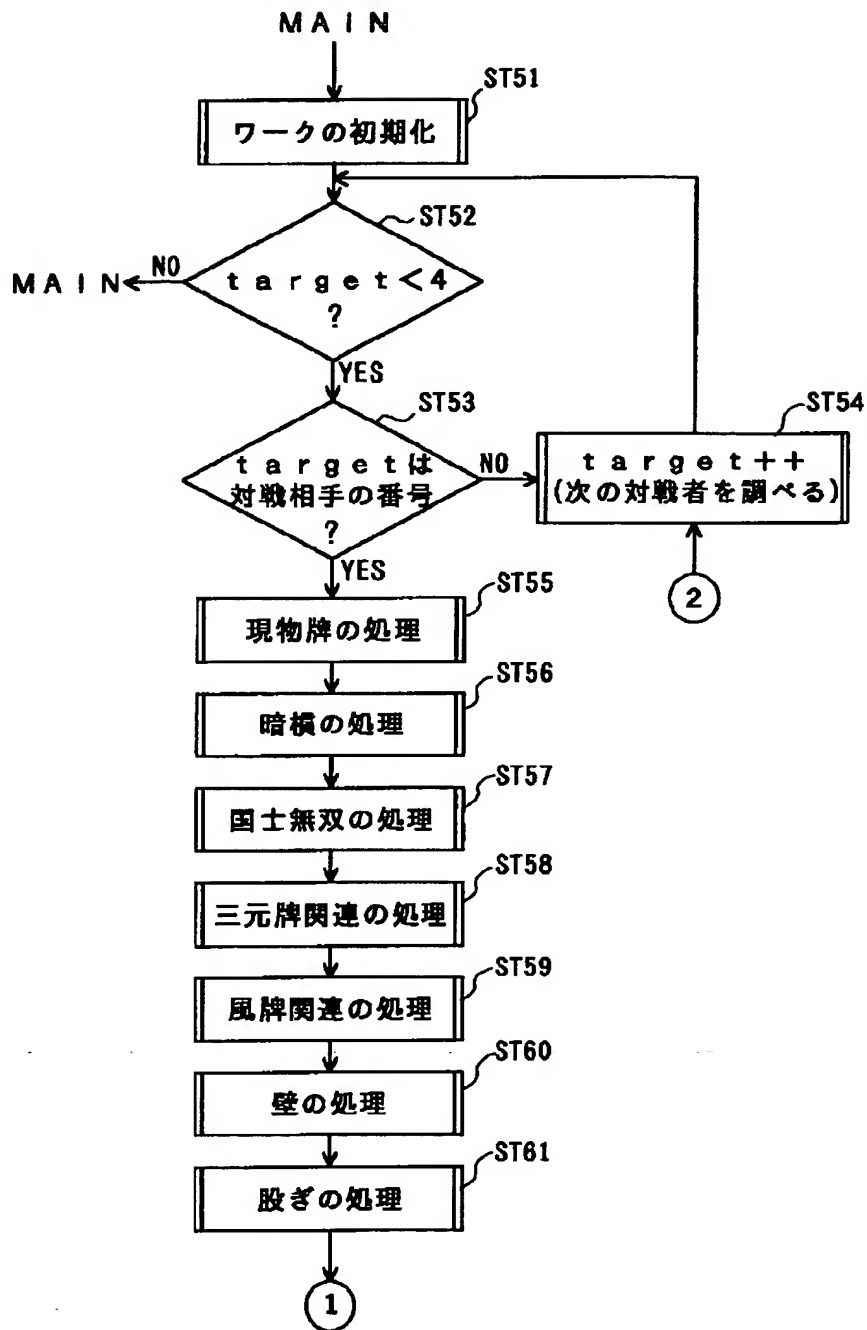 MAIN
ST51
ワークの初期化
ST52
target<4
?
NO
MAIN
YES
ST53
targetは
対戦相手の番号
?
NO
ST54
target++
(次の対戦者を調べる)
2
YES
ST55
現物牌の処理
ST56
暗槓の処理
ST57
国士無双の処理
ST58
三元牌関連の処理
ST59
風牌関連の処理
ST60
壁の処理
ST61
股ぎの処理
1